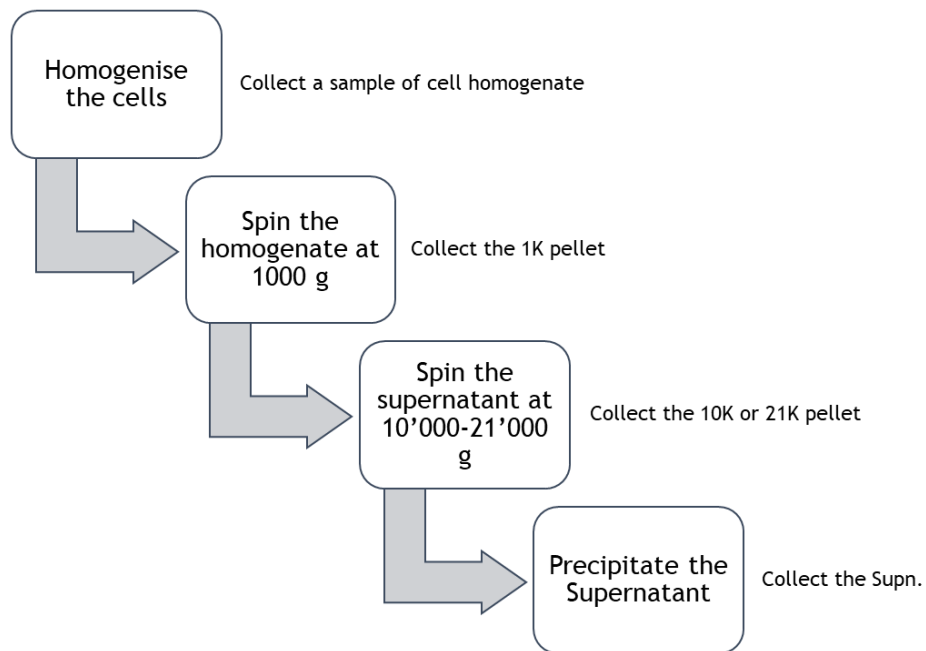 Homogenise
the cells
Collect a sample of cell homogenate
Spin the
homogenate at
1000 g
Collect the 1K pellet
Spin the
supernatant at
10’000-21’000
g
Collect the 10K or 21K pellet
Precipitate the
Supernatant
Collect the Supn.